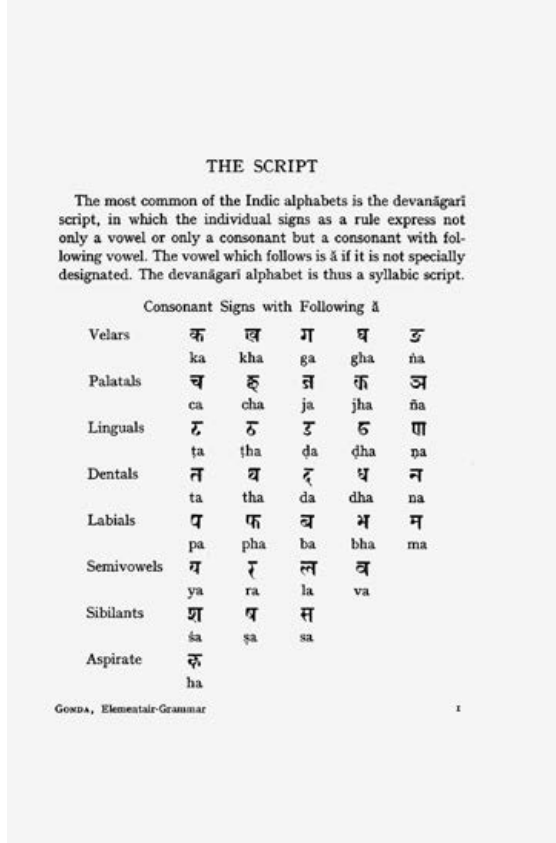 THE SCRIPT
The most common of the Indic alphabets is the devanāgarī
script, in which the individual signs as a rule express not
only a vowel or only a consonant but a consonant with fol-
lowing vowel. The vowel which follows is ă if it is not specially
designated. The devanāgarī alphabet is thus a syllabic script.
Consonant Signs with Following ă
Velars क ख ग घ ङ
ka kha ga gha ṅa
Palatals च छ ज झ ञ
ca cha ja jha ña
Linguals ट ठ ड ढ ण
ṭa ṭha ḍa ḍha ṇa
Dentals त थ द ध न
ta tha da dha na
Labials प फ ब भ म
pa pha ba bha ma
Semivowels य र ल व
ya ra la va
Sibilants श ष स
śa ṣa sa
Aspirate ह
ha
GONDA, Elementair-Grammar 1